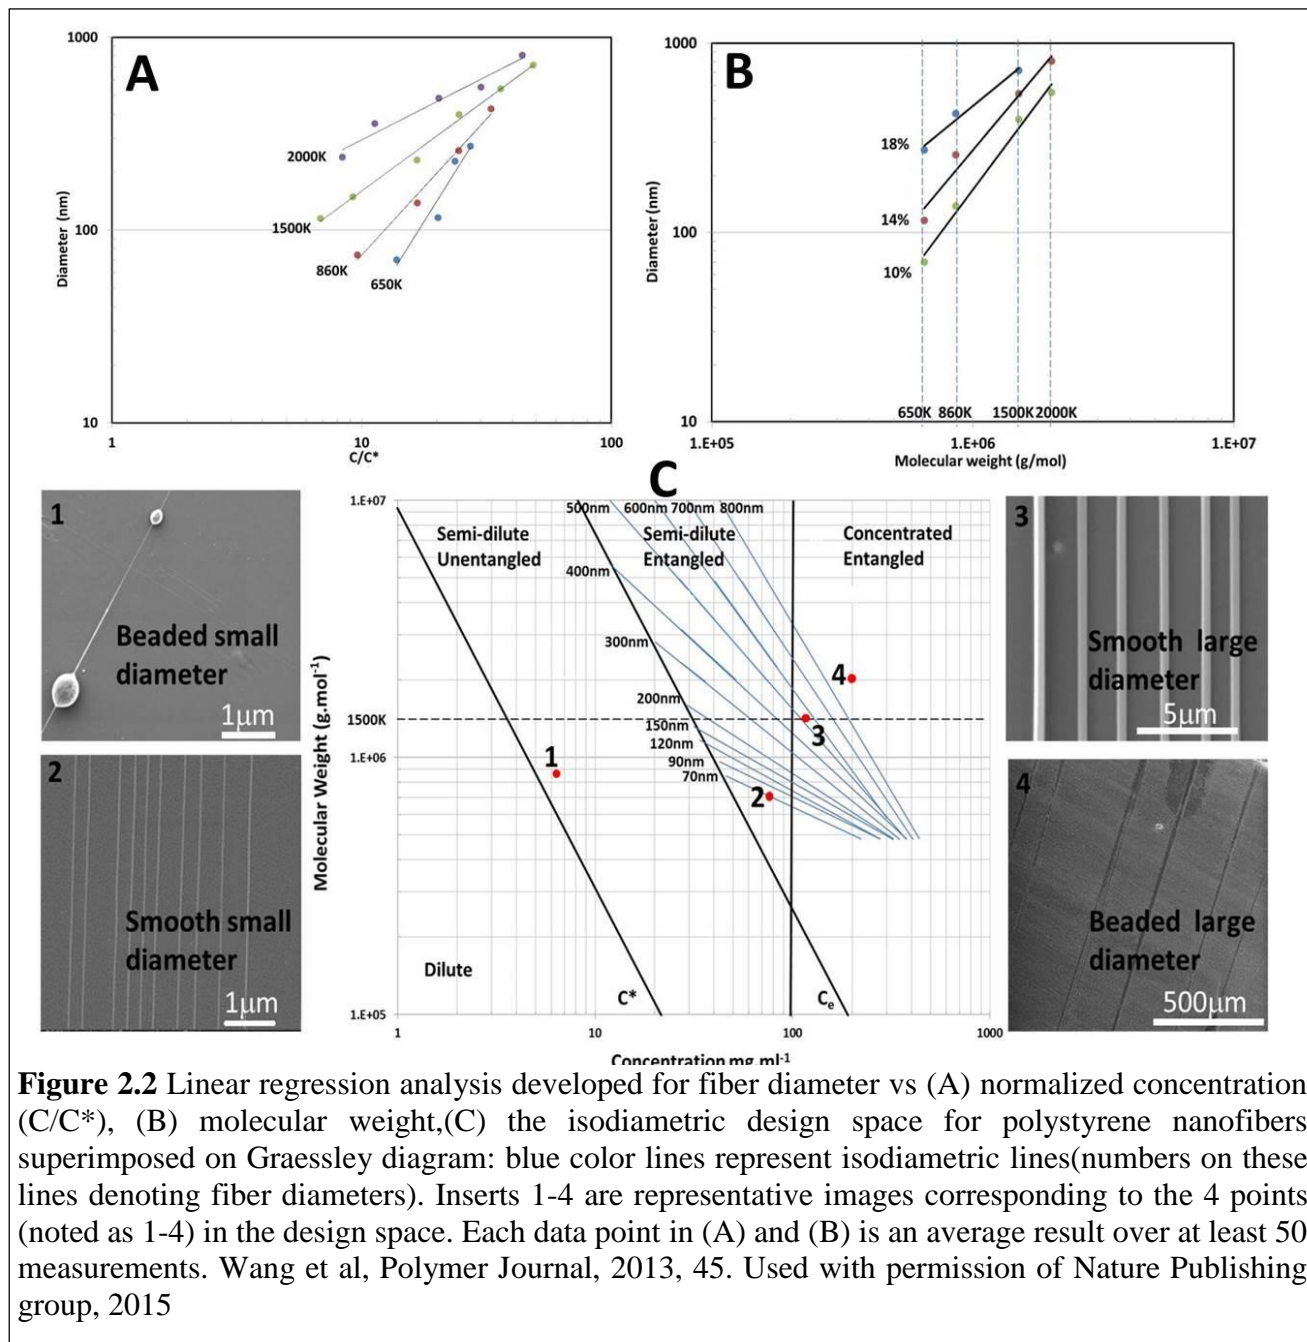 A
1000
100
10
Diameter (nm)
2000K
1500K
860K
650K
1
10
100
C/C*
B
1000
100
10
Diameter (nm)
18%
14%
10%
650K 860K 1500K 2000K
1.E+05
1.E+06
1.E+07
Molecular weight (g/mol)
1
Beaded small
diameter
1μm
2
Smooth small
diameter
1μm
C
1.E+07
1500K
1.E+06
1.E+05
Molecular Weight (g.mol-1)
Semi-dilute
Unentangled
500nm
600nm 700nm 800nm
Semi-dilute
Entangled
Concentrated
Entangled
400nm
300nm
200nm
150nm
120nm
90nm
70nm
1
2
3
4
Dilute
C*
Ce
1
10
100
1000
Concentration mg ml-1
3
Smooth large
diameter
5μm
4
Beaded large
diameter
500μm
Figure 2.2 Linear regression analysis developed for fiber diameter vs (A) normalized concentration
(C/C*), (B) molecular weight,(C) the isodiametric design space for polystyrene nanofibers
superimposed on Graessley diagram: blue color lines represent isodiametric lines(numbers on these
lines denoting fiber diameters). Inserts 1-4 are representative images corresponding to the 4 points
(noted as 1-4) in the design space. Each data point in (A) and (B) is an average result over at least 50
measurements. Wang et al, Polymer Journal, 2013, 45. Used with permission of Nature Publishing
group, 2015